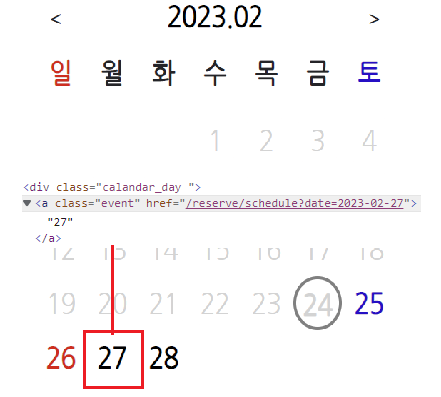 < 2023.02 >
일 월 화 수 목 금 토
1 2 3 4
<div class="calandar_day ">
▼<a class="event" href="/reserve/schedule?date=2023-02-27">
"27"
</a>
12 13 14 15 16 17 18
19 20 21 22 23 24 25
26 27 28